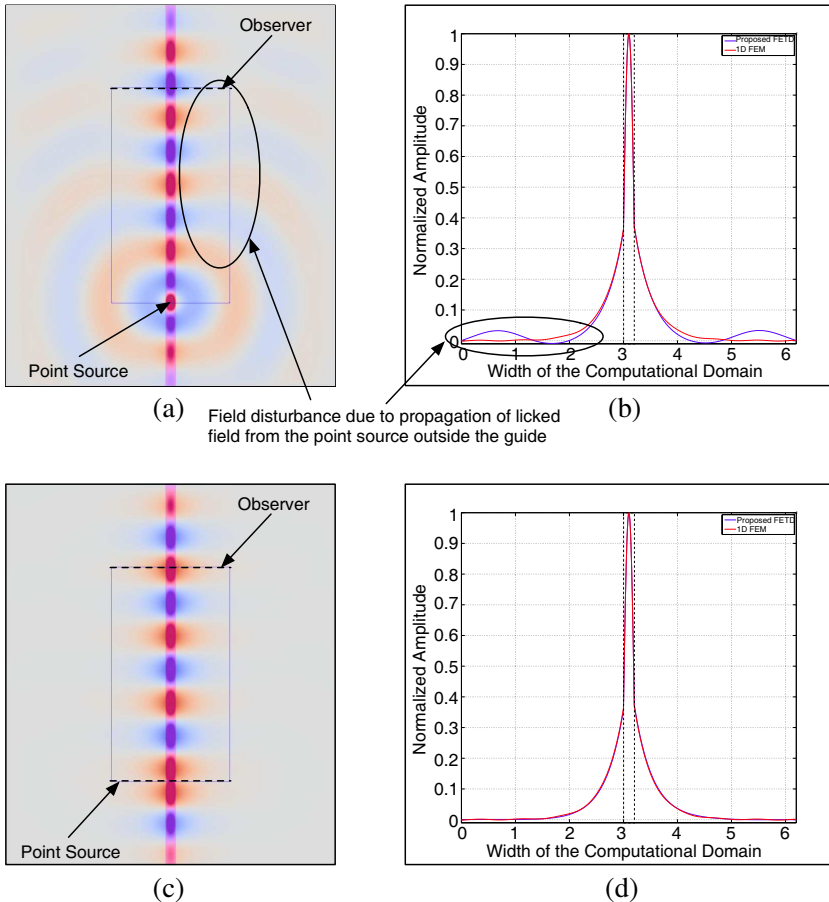 Observer
Point Source
(a)
Normalized Amplitude
1
0.9
0.8
0.7
0.6
0.5
0.4
0.3
0.2
0.1
0
0 1 2 3 4 5 6
Width of the Computational Domain
Proposed FETD
1D FEM
(b)
Field disturbance due to propagation of licked
field from the point source outside the guide
Observer
Point Source
(c)
Normalized Amplitude
1
0.9
0.8
0.7
0.6
0.5
0.4
0.3
0.2
0.1
0
0 1 2 3 4 5 6
Width of the Computational Domain
Proposed FETD
1D FEM
(d)